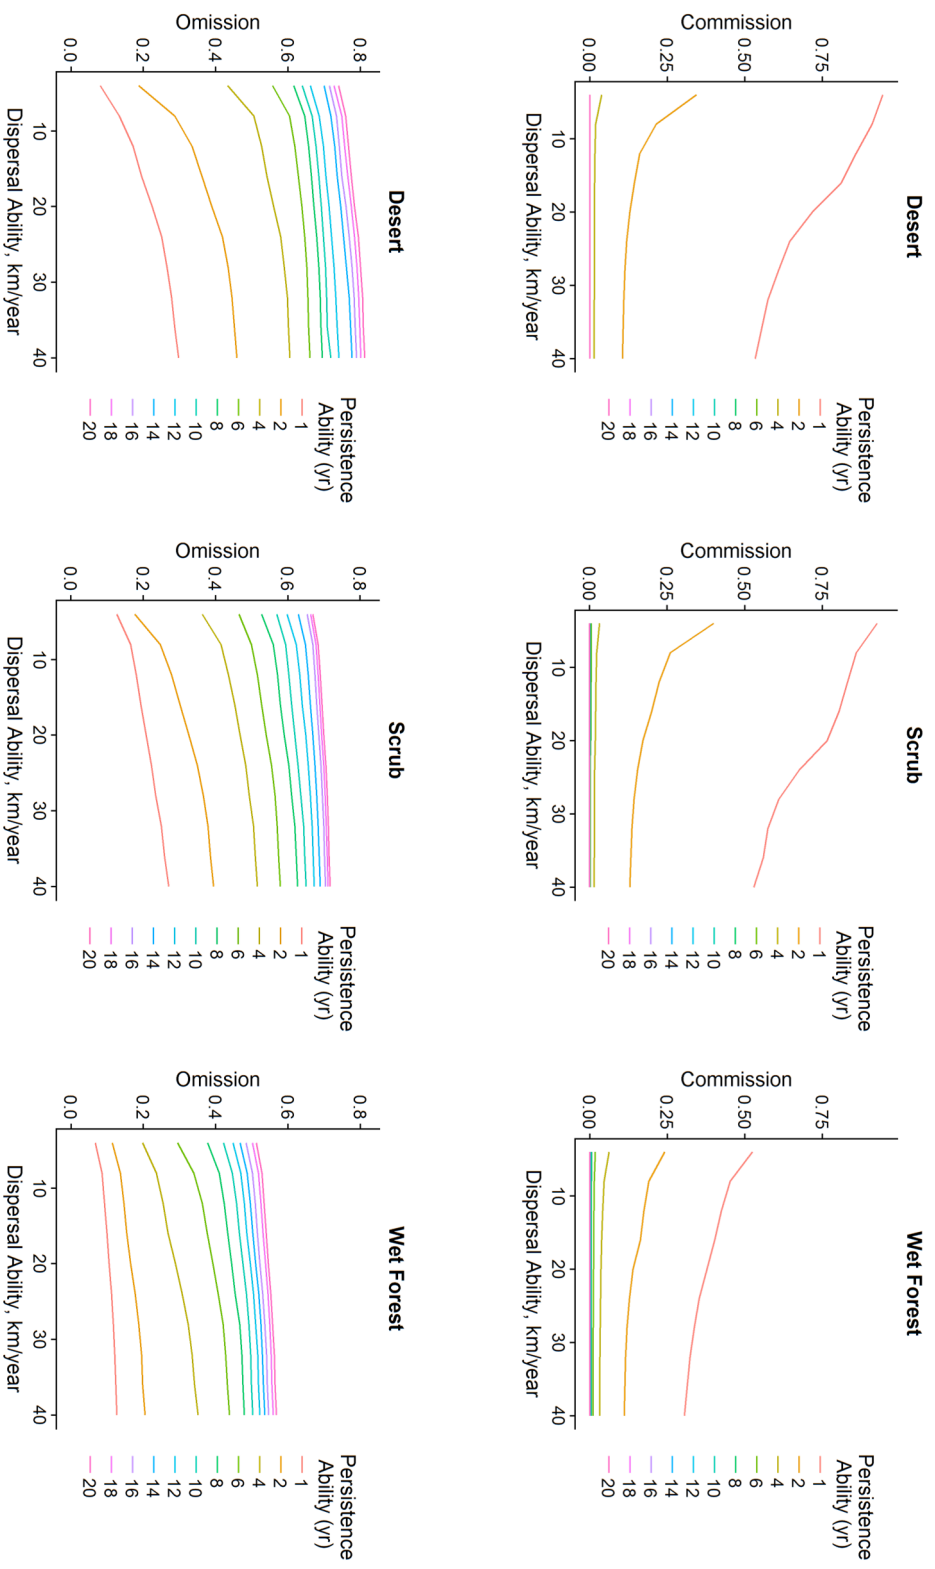 Desert
Commission
0.75
0.50
0.25
0.00
10 20 30 40
Dispersal Ability, km/year
Persistence
Ability (yr)
1
2
4
6
8
10
12
14
16
18
20
Scrub
Commission
0.75
0.50
0.25
0.00
10 20 30 40
Dispersal Ability, km/year
Persistence
Ability (yr)
1
2
4
6
8
10
12
14
16
18
20
Wet Forest
Commission
0.75
0.50
0.25
0.00
10 20 30 40
Dispersal Ability, km/year
Persistence
Ability (yr)
1
2
4
6
8
10
12
14
16
18
20
Desert
Omission
0.8
0.6
0.4
0.2
0.0
10 20 30 40
Dispersal Ability, km/year
Persistence
Ability (yr)
1
2
4
6
8
10
12
14
16
18
20
Scrub
Omission
0.8
0.6
0.4
0.2
0.0
10 20 30 40
Dispersal Ability, km/year
Persistence
Ability (yr)
1
2
4
6
8
10
12
14
16
18
20
Wet Forest
Omission
0.8
0.6
0.4
0.2
0.0
10 20 30 40
Dispersal Ability, km/year
Persistence
Ability (yr)
1
2
4
6
8
10
12
14
16
18
20